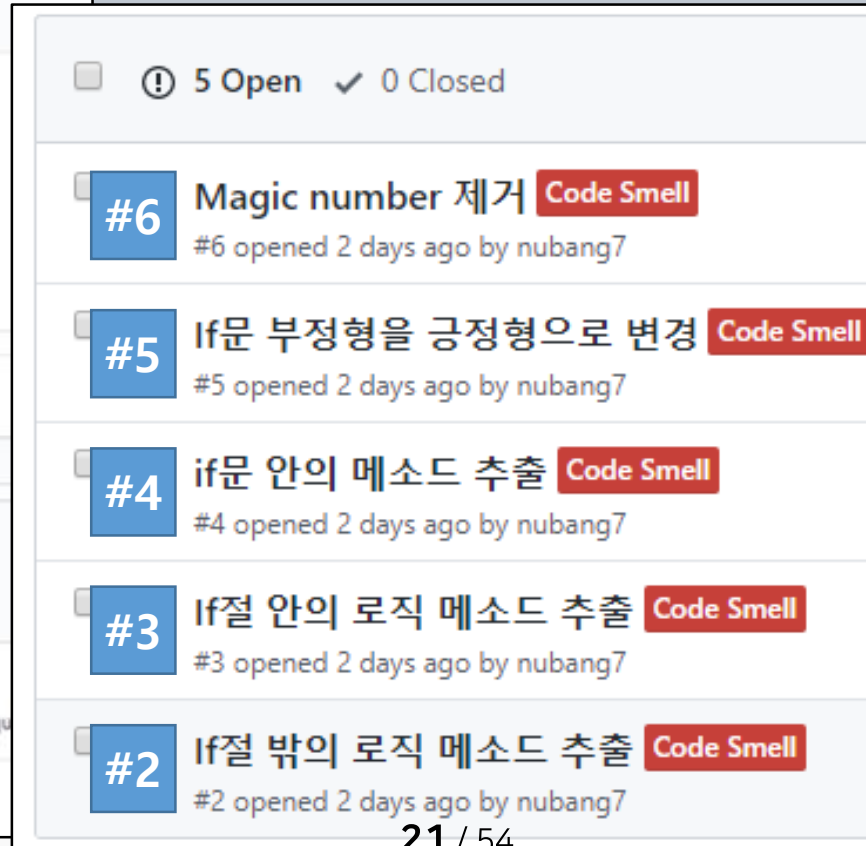 5 Open 0 Closed
#6 Magic number 제거 Code Smell
#6 opened 2 days ago by nubang7
#5 If문 부정형을 긍정형으로 변경 Code Smell
#5 opened 2 days ago by nubang7
#4 if문 안의 메소드 추출 Code Smell
#4 opened 2 days ago by nubang7
#3 If절 안의 로직 메소드 추출 Code Smell
#3 opened 2 days ago by nubang7
#2 If절 밖의 로직 메소드 추출 Code Smell
#2 opened 2 days ago by nubang7
21 / 54